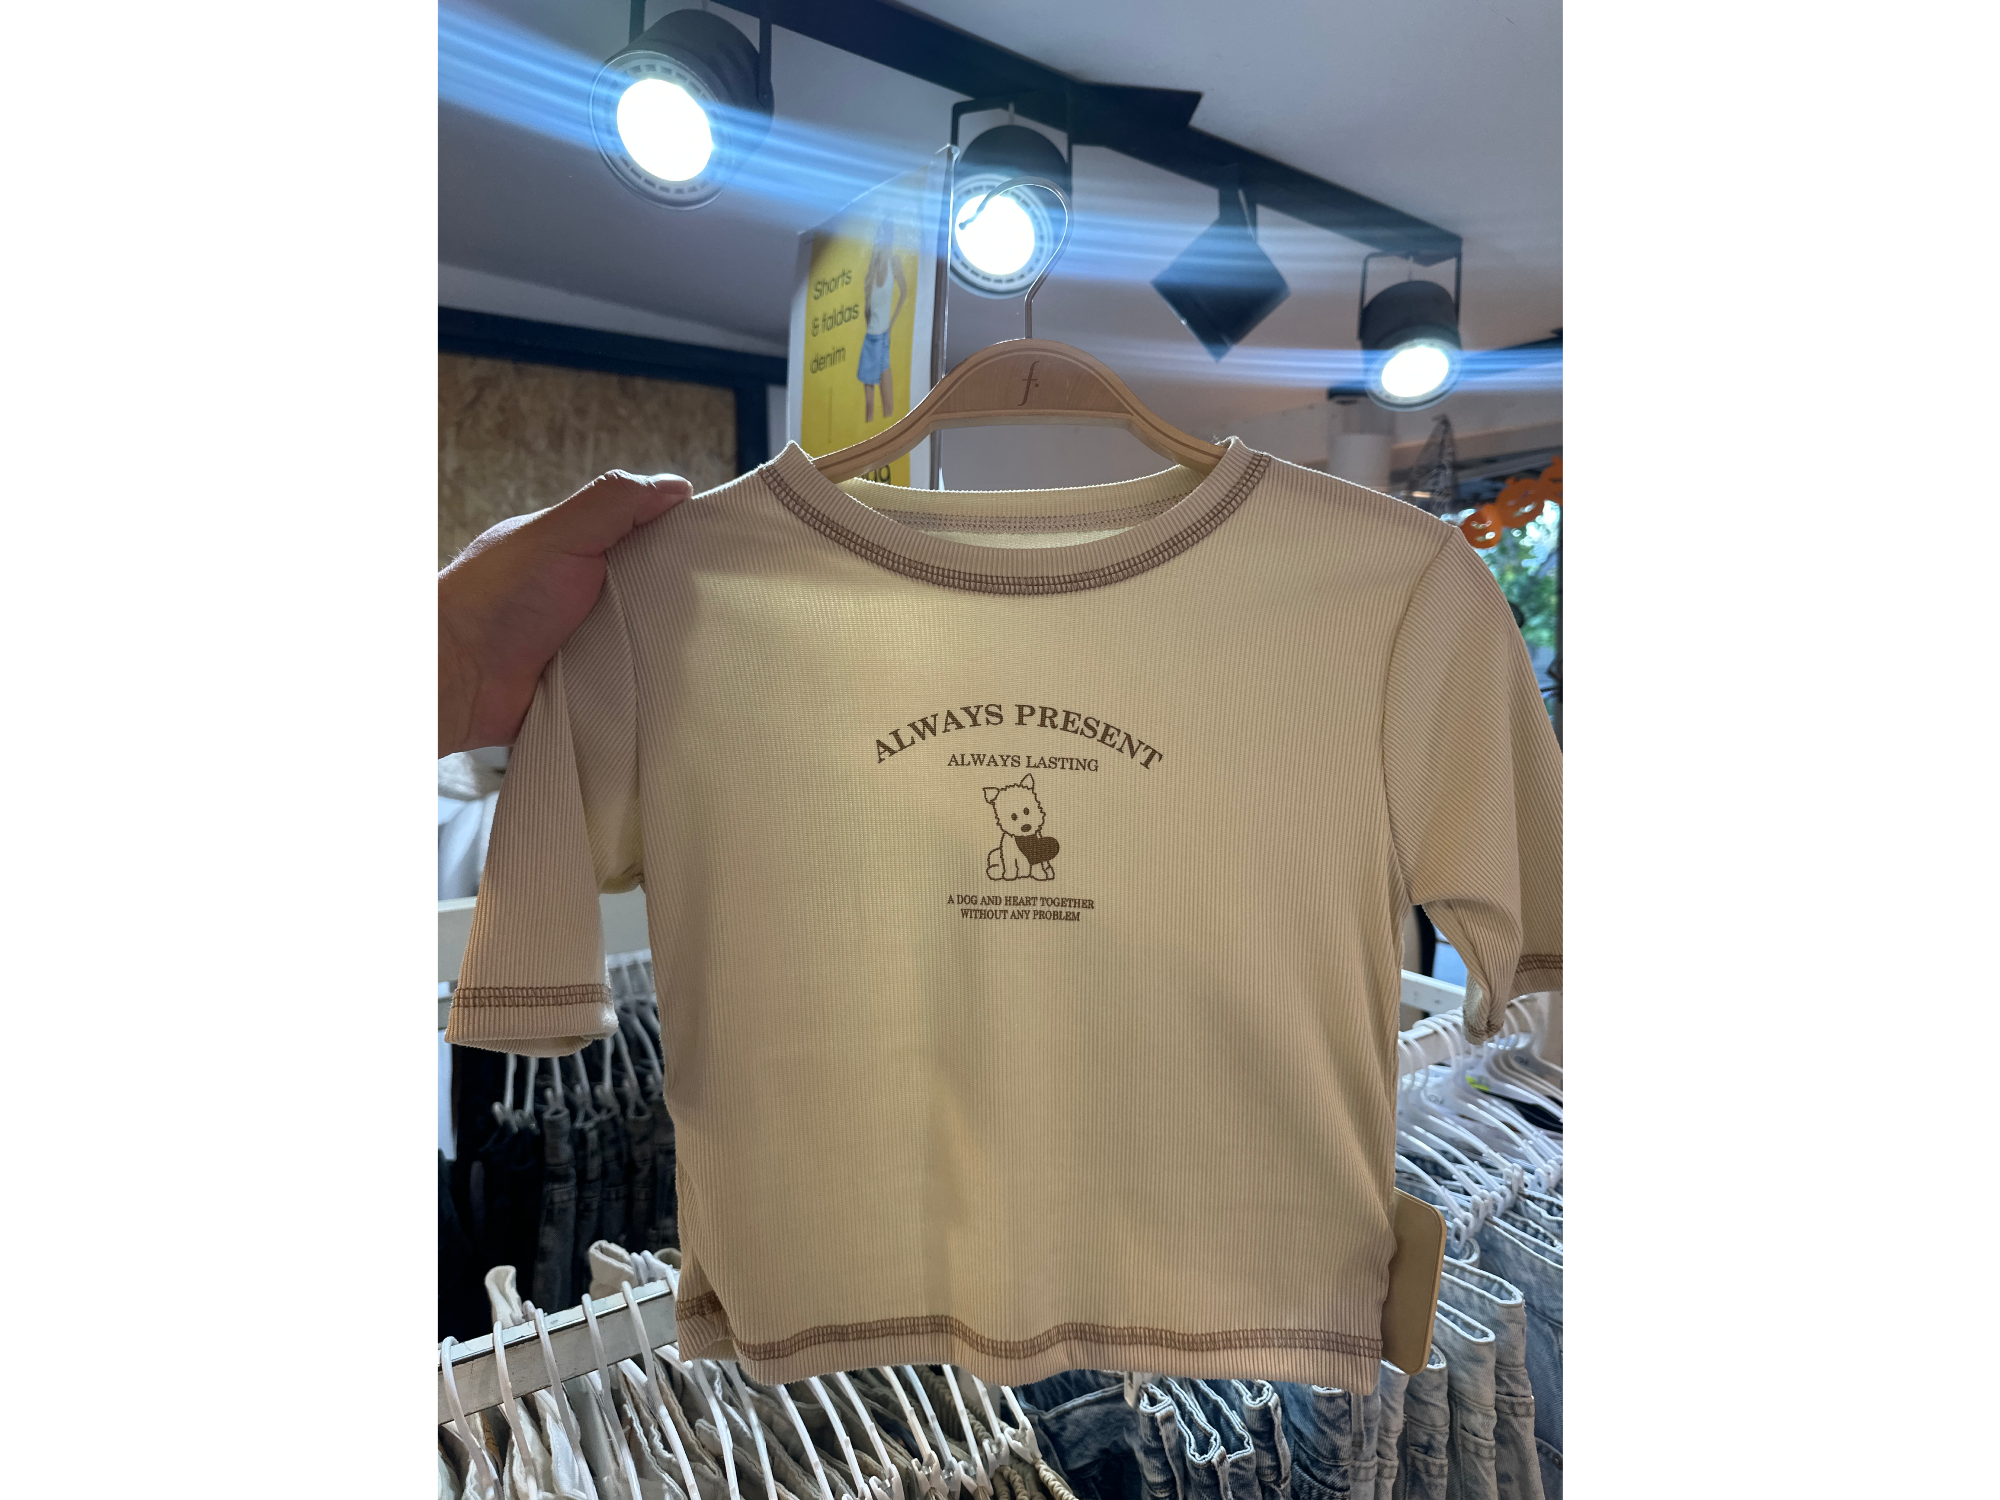 Shorts
& faldas
denim
f.
ALWAYS PRESENT
ALWAYS LASTING
A DOG AND HEART TOGETHER
WITHOUT ANY PROBLEM